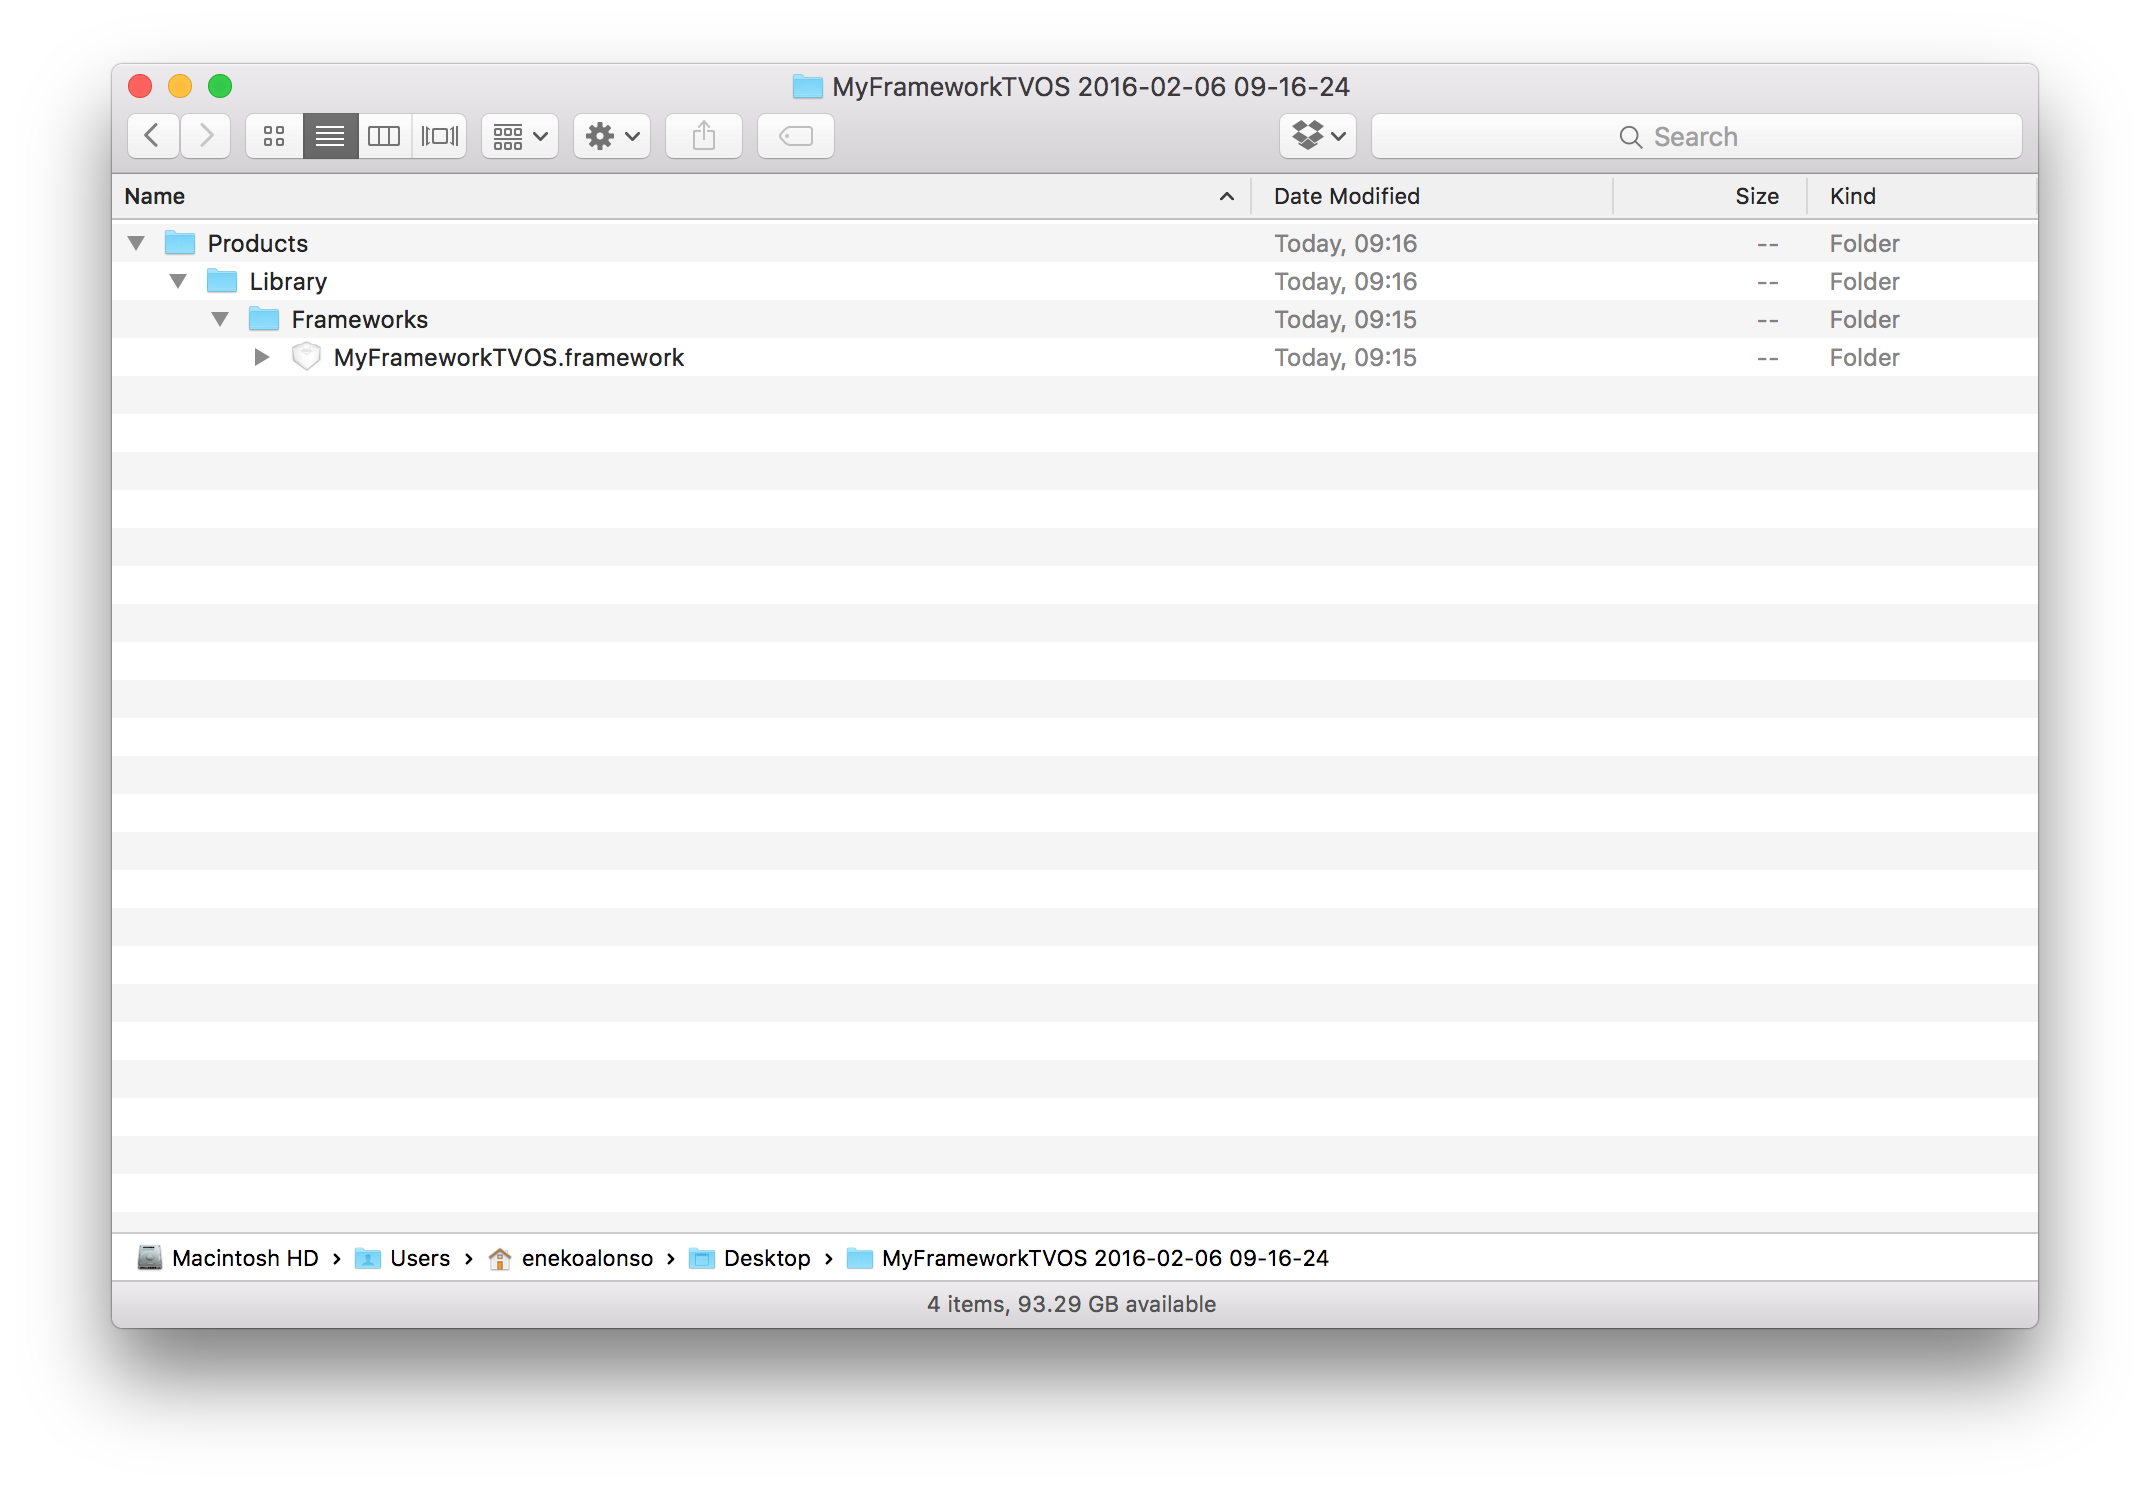 MyFrameworkTVOS 2016-02-06 09-16-24
Search
Name Date Modified Size Kind
Products Today, 09:16 -- Folder
Library Today, 09:16 -- Folder
Frameworks Today, 09:15 -- Folder
MyFrameworkTVOS.framework Today, 09:15 -- Folder
Macintosh HD › Users › enekoalonso › Desktop › MyFrameworkTVOS 2016-02-06 09-16-24
4 items, 93.29 GB available